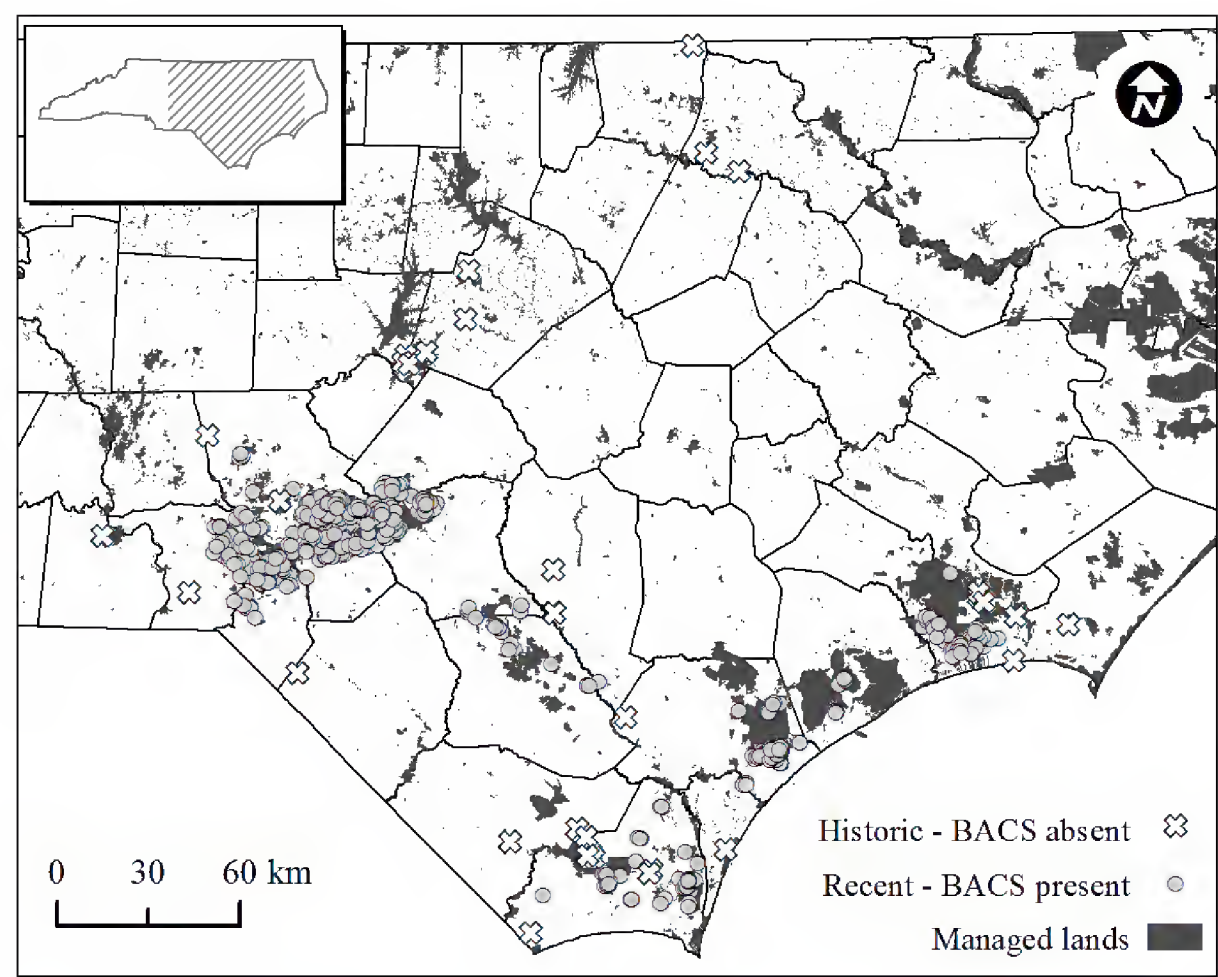 N
Historic - BACS absent
0 30 60 km
Recent - BACS present
Managed lands